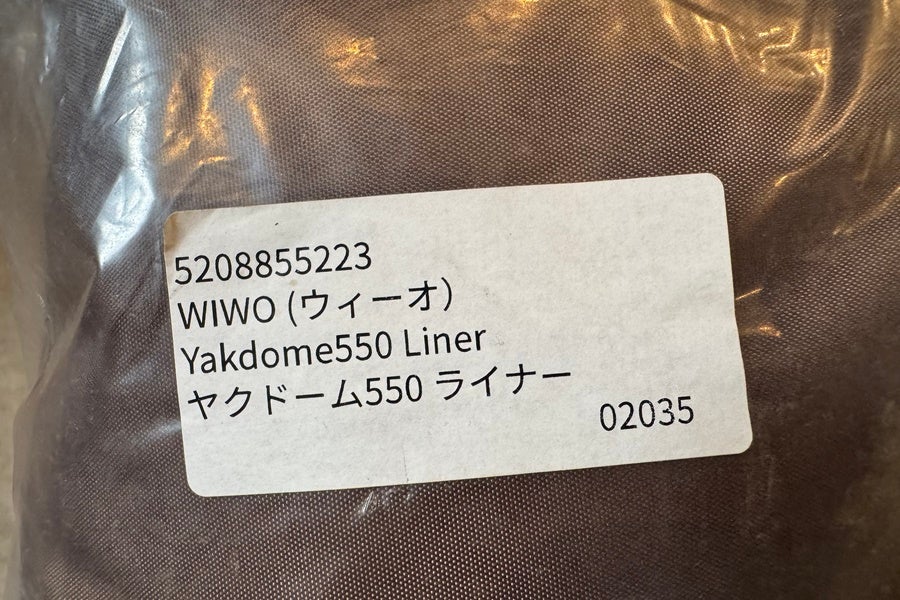 5208855223
WIWO (ウィーオ)
Yakdome550 Liner
ヤクドーム550 ライナー
02035